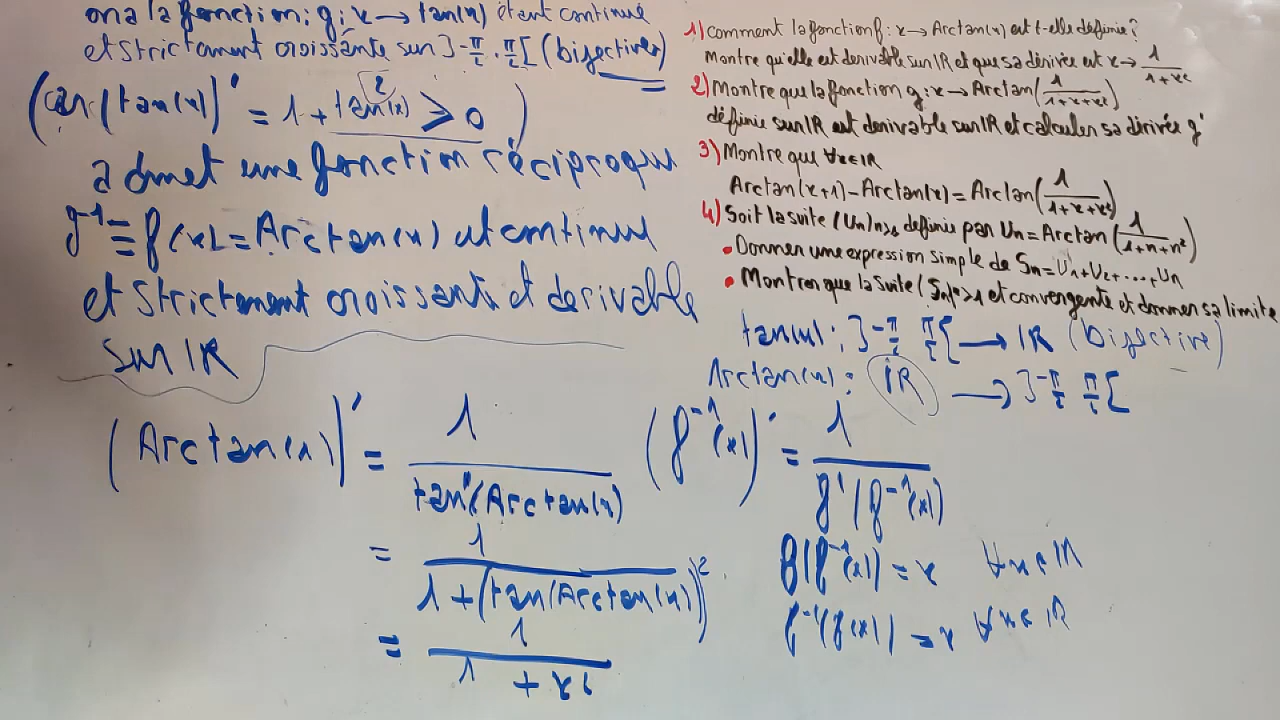 on a la fonction; g: x → tan(x) étant continue
et strictement croissante sur ]-π/2 . π/2[ (bijective)
(car (tan(x))' = 1 + tan²(x) ⩾ 0 )
admet une fonction réciproque
g⁻¹ ≡ f(x) = Arctan(x) et continue
et strictement croissante et derivable
sur IR
(Arctan(x))' = 1 / tan'(Arctan(x))
= 1 / 1 + (tan(Arctan(x)))²
= 1 / 1 + x²
1) Comment la fonction f: x → Arctan(x) est t-elle définie?
Montre qu'elle est derivable sur IR et que sa dérivée est x → 1/1+x²
2) Montre que la fonction g: x → Arctan(1/1+x+x²)
définie sur IR est derivable sur IR et calculer sa dérivée g'
3) Montre que ∀x∈IR
Arctan(x+1) - Arctan(x) = Arctan(1/1+x+x²)
4) Soit la suite (Un)n⩾1 definie par Un = Arctan(1/1+n+n²)
• Donner une expression simple de Sn = U1 + U2 + ...., Un
• Montrer que la suite (Sn)n⩾1 et convergente et donner sa limite
tan(x) : ]-π/2 π/2[ → IR (bijective)
Arctan(x) : IR → ]-π/2 π/2[
(f⁻¹(x))' = 1 / f'(f⁻¹(x))
f(f⁻¹(x)) = x ∀x∈IR
f⁻¹(f(x)) = x ∀x∈IR